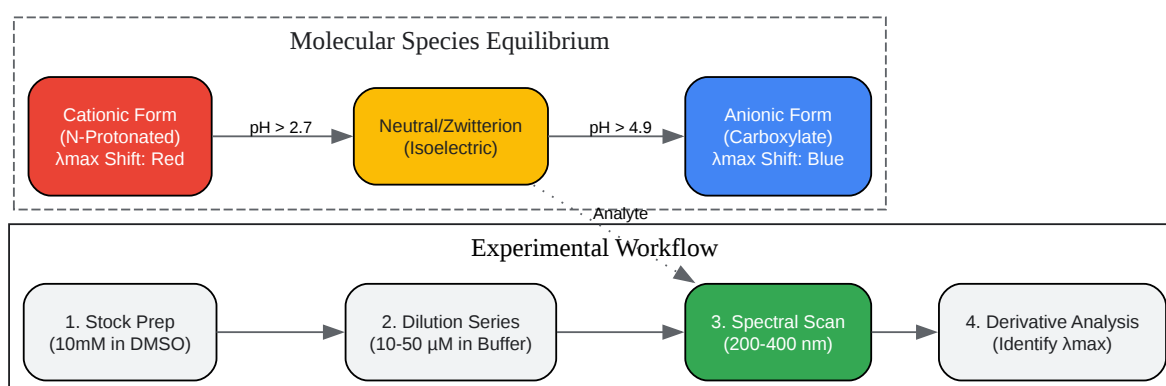 Molecular Species Equilibrium
Cationic Form
(N-Protonated)
λmax Shift: Red
pH > 2.7
Neutral/Zwitterion
(Isoelectric)
pH > 4.9
Anionic Form
(Carboxylate)
λmax Shift: Blue
Analyte
Experimental Workflow
1. Stock Prep
(10mM in DMSO)
2. Dilution Series
(10-50 µM in Buffer)
3. Spectral Scan
(200-400 nm)
4. Derivative Analysis
(Identify λmax)